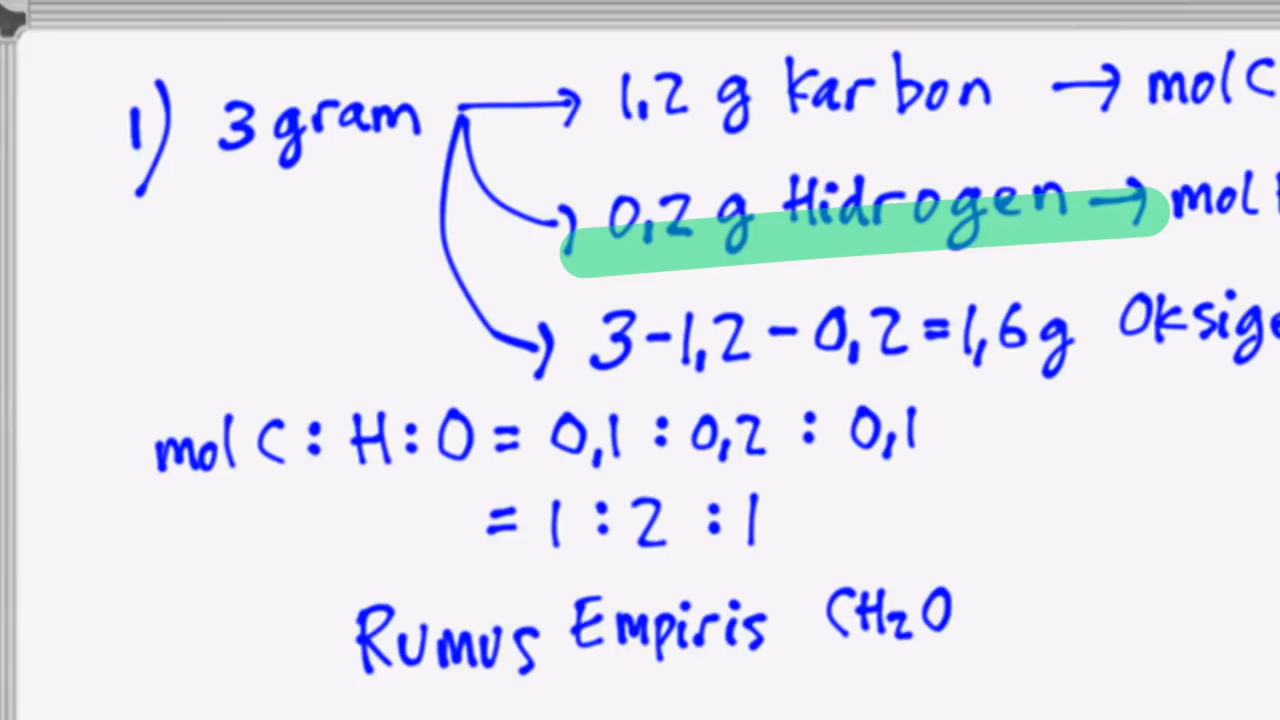 1) 3 gram → 1,2 g Karbon → mol C
→ 0,2 g Hidrogen → mol
→ 3 - 1,2 - 0,2 = 1,6 g Oksige
mol C : H : O = 0,1 : 0,2 : 0,1
= 1 : 2 : 1
Rumus Empiris CH₂O